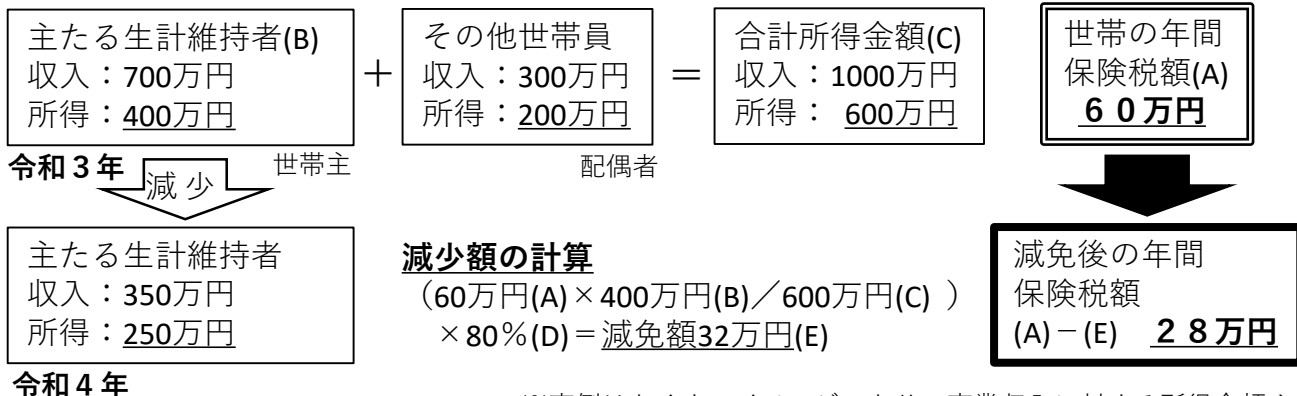 主たる生計維持者(B)
収入：700万円
所得：400万円
＋
その他世帯員
収入：300万円
所得：200万円
＝
合計所得金額(C)
収入：1000万円
所得： 600万円
世帯の年間
保険税額(A)
６０万円
令和３年
世帯主
減 少
配偶者
主たる生計維持者
収入：350万円
所得：250万円
令和４年
減少額の計算
（60万円(A)×400万円(B)／600万円(C) ）
×80％(D)＝減免額32万円(E)
減免後の年間
保険税額
(A)－(E) ２８万円